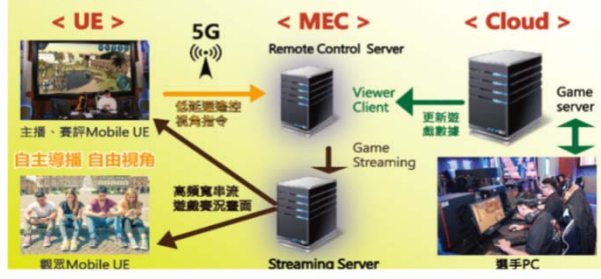 < UE >
< MEC >
< Cloud >
5G
Remote Control Server
主播、賽評Mobile UE
低延遲遙控
視角指令
Viewer
Client
更新遊
戲數據
Game
server
自主導播 自由視角
Game
Streaming
高頻寬串流
遊戲賽況畫面
觀眾Mobile UE
Streaming Server
選手PC